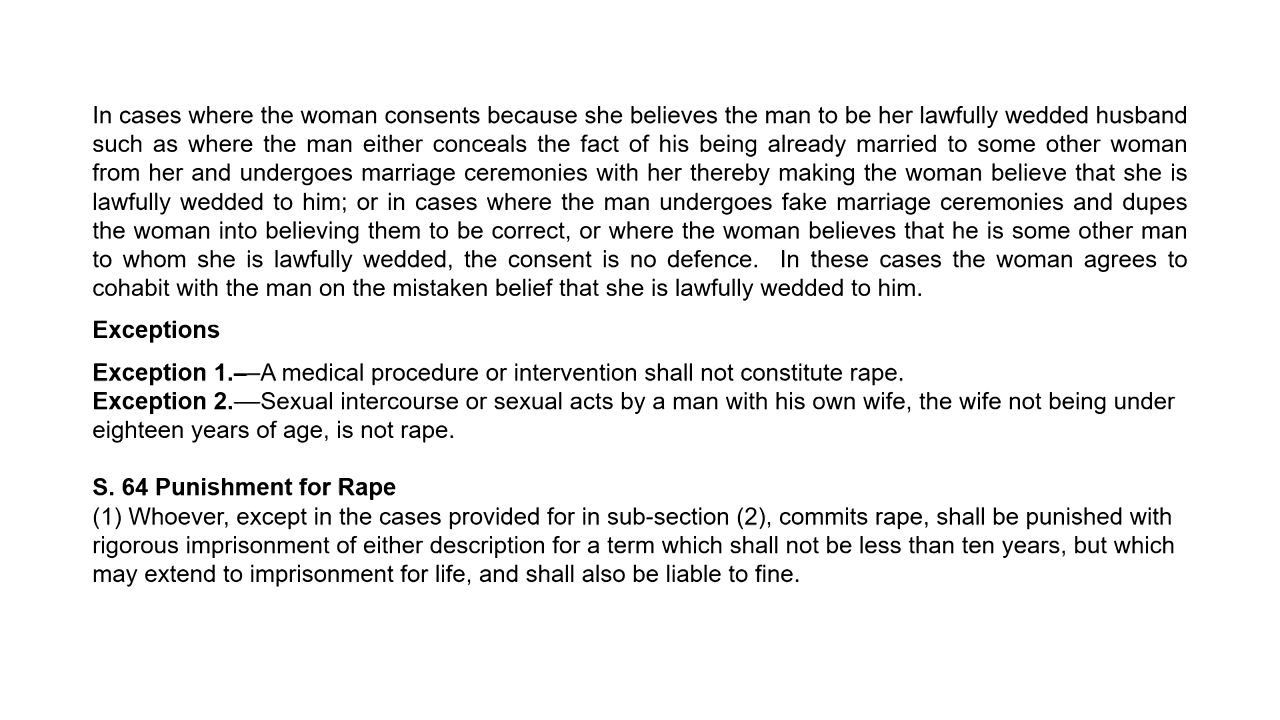 In cases where the woman consents because she believes the man to be her lawfully wedded husband
such as where the man either conceals the fact of his being already married to some other woman
from her and undergoes marriage ceremonies with her thereby making the woman believe that she is
lawfully wedded to him; or in cases where the man undergoes fake marriage ceremonies and dupes
the woman into believing them to be correct, or where the woman believes that he is some other man
to whom she is lawfully wedded, the consent is no defence.  In these cases the woman agrees to
cohabit with the man on the mistaken belief that she is lawfully wedded to him.
Exceptions
Exception 1.––A medical procedure or intervention shall not constitute rape.
Exception 2.––Sexual intercourse or sexual acts by a man with his own wife, the wife not being under
eighteen years of age, is not rape.
S. 64 Punishment for Rape
(1) Whoever, except in the cases provided for in sub-section (2), commits rape, shall be punished with
rigorous imprisonment of either description for a term which shall not be less than ten years, but which
may extend to imprisonment for life, and shall also be liable to fine.